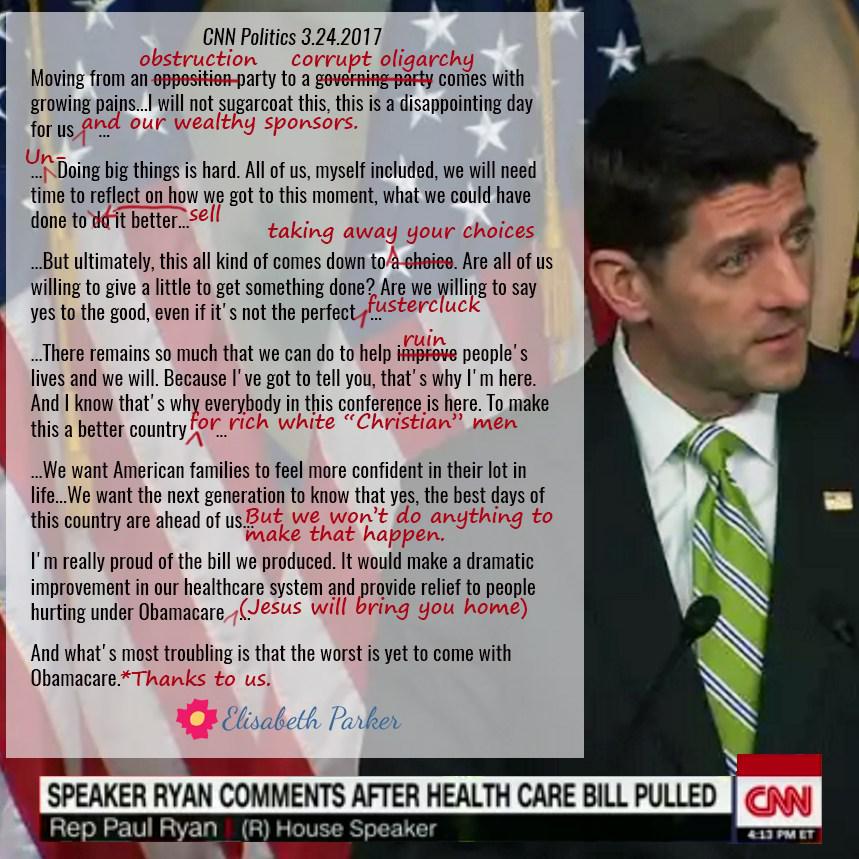 CNN Politics 3.24.2017
obstruction corrupt oligarchy
Moving from an opposition party to a governing party comes with
growing pains...I will not sugarcoat this, this is a disappointing day
for us ... and our wealthy sponsors.
Un-
...Doing big things is hard. All of us, myself included, we will need
time to reflect on how we got to this moment, what we could have
done to do it better... sell
taking away your choices
...But ultimately, this all kind of comes down to a choice. Are all of us
willing to give a little to get something done? Are we willing to say
yes to the good, even if it's not the perfect ... fustercluck
ruin
...There remains so much that we can do to help improve people's
lives and we will. Because I've got to tell you, that's why I'm here.
And I know that's why everybody in this conference is here. To make
this a better country ... for rich white "Christian" men
...We want American families to feel more confident in their lot in
life...We want the next generation to know that yes, the best days of
this country are ahead of us... But we won't do anything to
make that happen.
I'm really proud of the bill we produced. It would make a dramatic
improvement in our healthcare system and provide relief to people
hurting under Obamacare ... (Jesus will bring you home)
And what's most troubling is that the worst is yet to come with
Obamacare.*Thanks to us.
Elisabeth Parker
SPEAKER RYAN COMMENTS AFTER HEALTH CARE BILL PULLED
Rep Paul Ryan | (R) House Speaker
CNN
4:13 PM ET